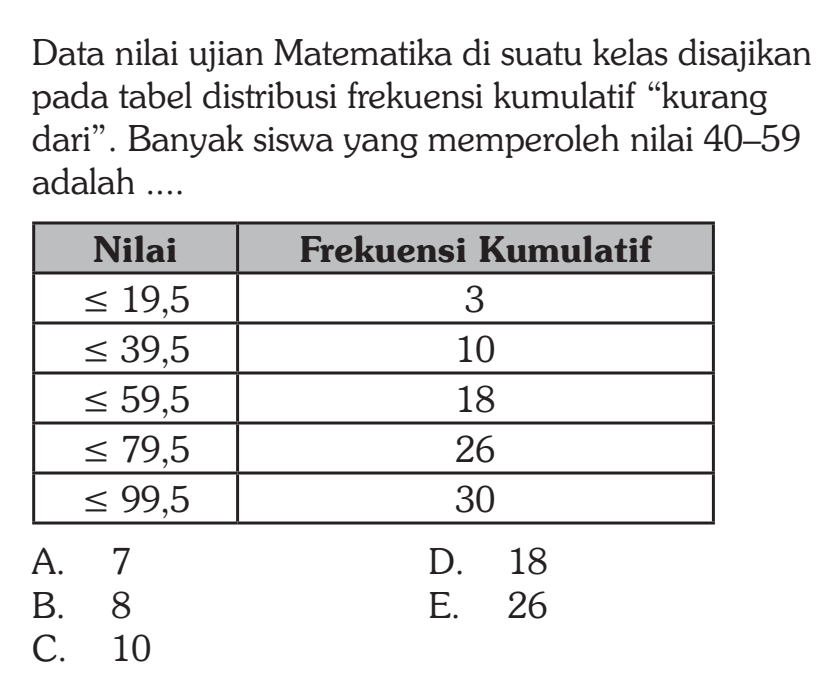 Data nilai ujian Matematika di suatu kelas disajikan
pada tabel distribusi frekuensi kumulatif “kurang
dari”. Banyak siswa yang memperoleh nilai 40–59
adalah ....
Nilai Frekuensi Kumulatif
≤ 19,5 3
≤ 39,5 10
≤ 59,5 18
≤ 79,5 26
≤ 99,5 30
A. 7 D. 18
B. 8 E. 26
C. 10